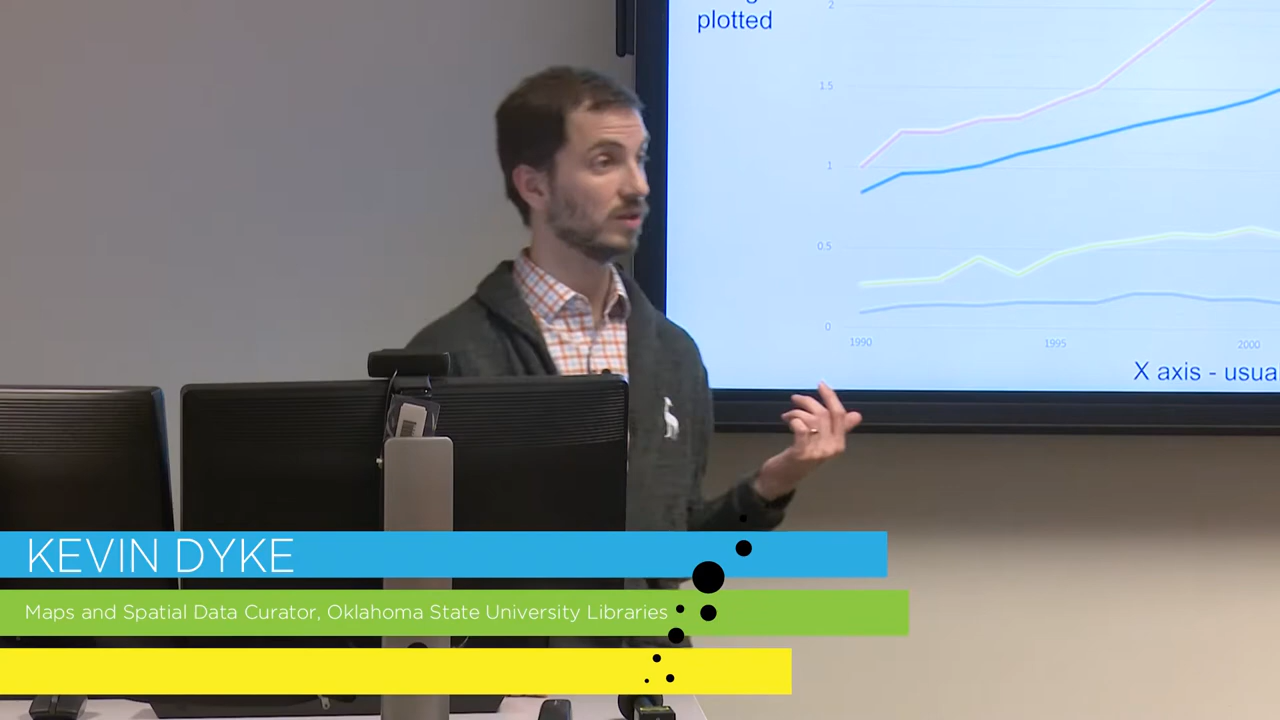 plotted
2
1.5
1
0.5
0
1990 1995 2000
X axis - usua
KEVIN DYKE
Maps and Spatial Data Curator, Oklahoma State University Libraries